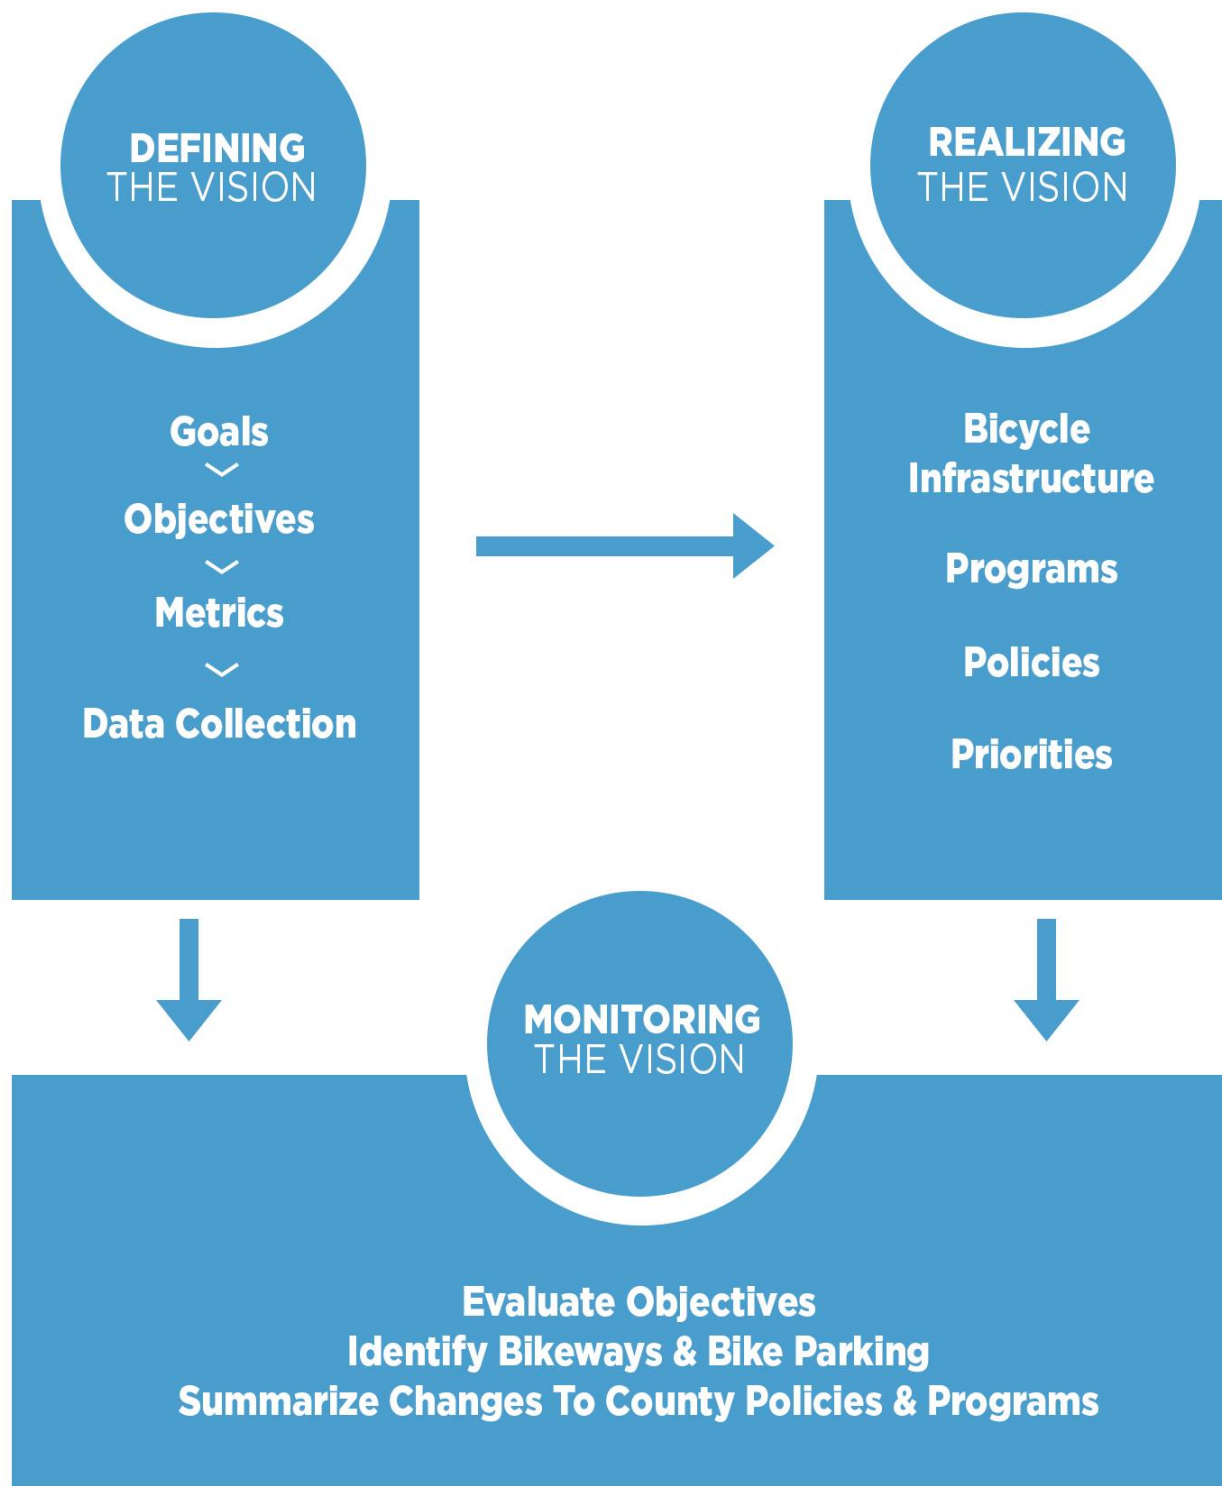 DEFINING
THE VISION
Goals
Objectives
Metrics
Data Collection
REALIZING
THE VISION
Bicycle
Infrastructure
Programs
Policies
Priorities
MONITORING
THE VISION
Evaluate Objectives
Identify Bikeways & Bike Parking
Summarize Changes To County Policies & Programs